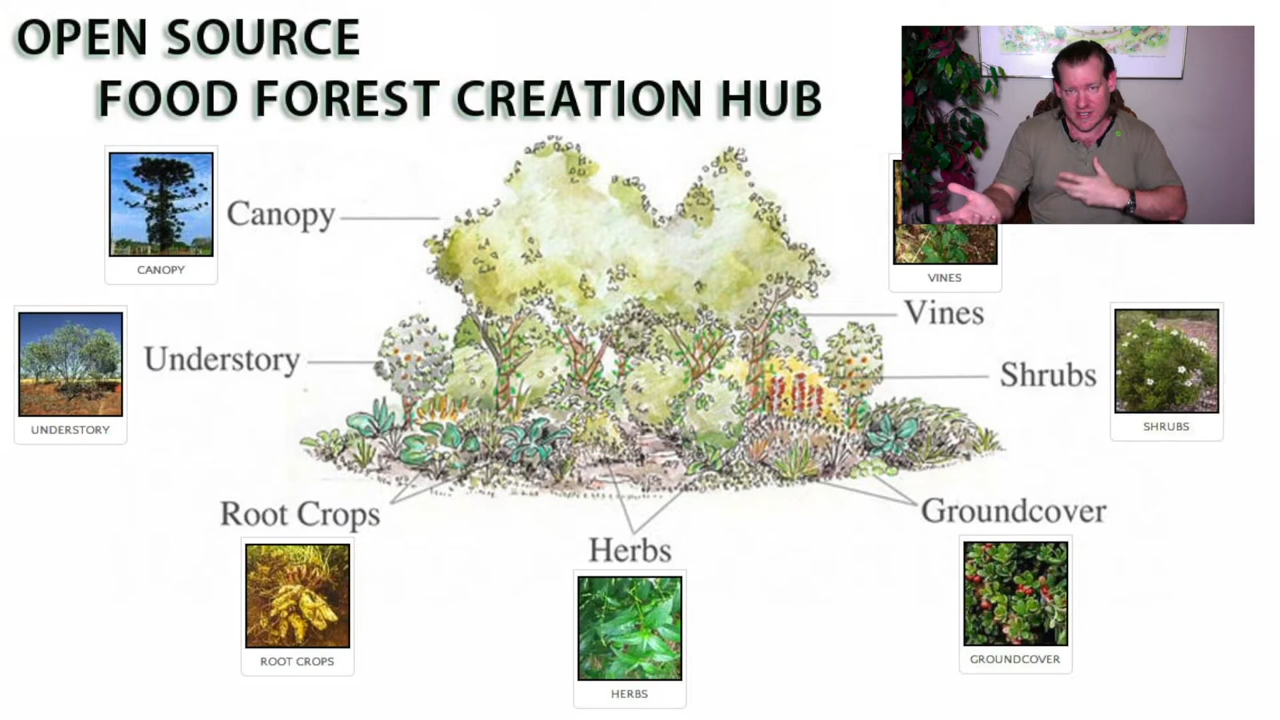 OPEN SOURCE
FOOD FOREST CREATION HUB
CANOPY
Canopy
VINES
Vines
UNDERSTORY
Understory
Shrubs
SHRUBS
Root Crops
ROOT CROPS
Herbs
HERBS
Groundcover
GROUNDCOVER